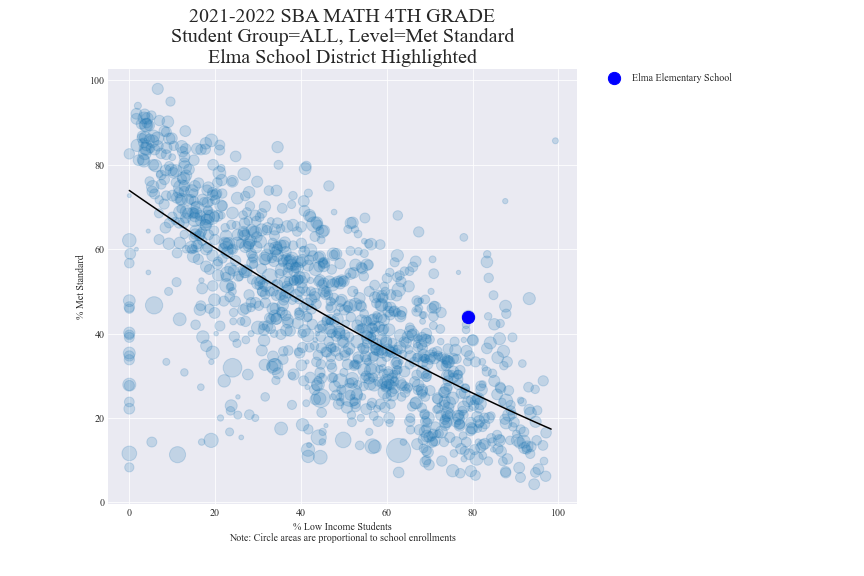 2021-2022 SBA MATH 4TH GRADE
Student Group=ALL, Level=Met Standard
Elma School District Highlighted
Elma Elementary School
% Met Standard
100
80
60
40
20
0
0 20 40 60 80 100
% Low Income Students
Note: Circle areas are proportional to school enrollments